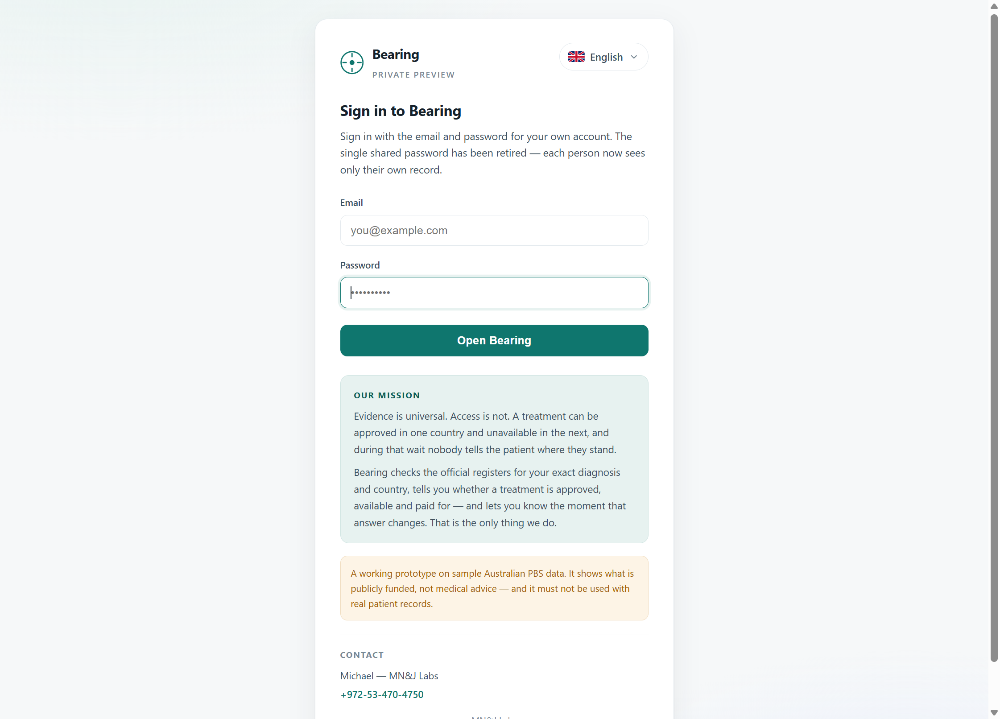 Bearing
PRIVATE PREVIEW
English
Sign in to Bearing
Sign in with the email and password for your own account. The
single shared password has been retired — each person now sees
only their own record.
Email
you@example.com
Password
Open Bearing
OUR MISSION
Evidence is universal. Access is not. A treatment can be
approved in one country and unavailable in the next, and
during that wait nobody tells the patient where they stand.
Bearing checks the official registers for your exact diagnosis
and country, tells you whether a treatment is approved,
available and paid for — and lets you know the moment that
answer changes. That is the only thing we do.
A working prototype on sample Australian PBS data. It shows what is
publicly funded, not medical advice — and it must not be used with
real patient records.
CONTACT
Michael — MN&J Labs
+972-53-470-4750